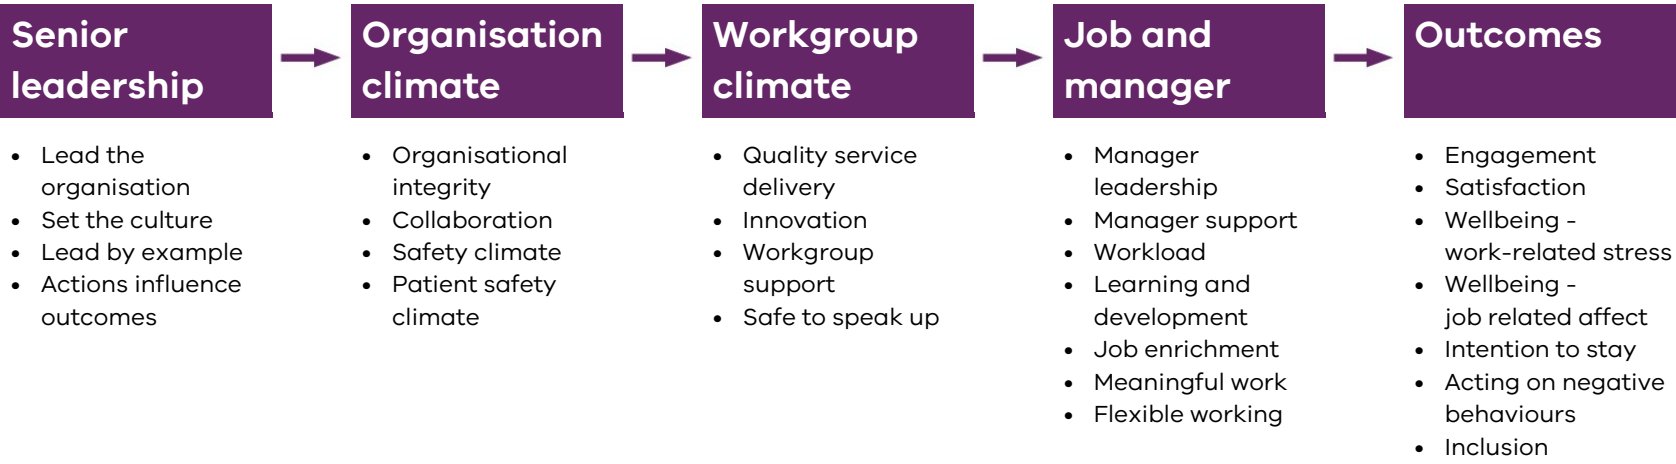 Senior
leadership
• Lead the
organisation
• Set the culture
• Lead by example
• Actions influence
outcomes
Organisation
climate
• Organisational
integrity
• Collaboration
• Safety climate
• Patient safety
climate
Workgroup
climate
• Quality service
delivery
• Innovation
• Workgroup
support
• Safe to speak up
Job and
manager
• Manager
leadership
• Manager support
• Workload
• Learning and
development
• Job enrichment
• Meaningful work
• Flexible working
Outcomes
• Engagement
• Satisfaction
• Wellbeing -
work-related stress
• Wellbeing -
job related affect
• Intention to stay
• Acting on negative
behaviours
• Inclusion